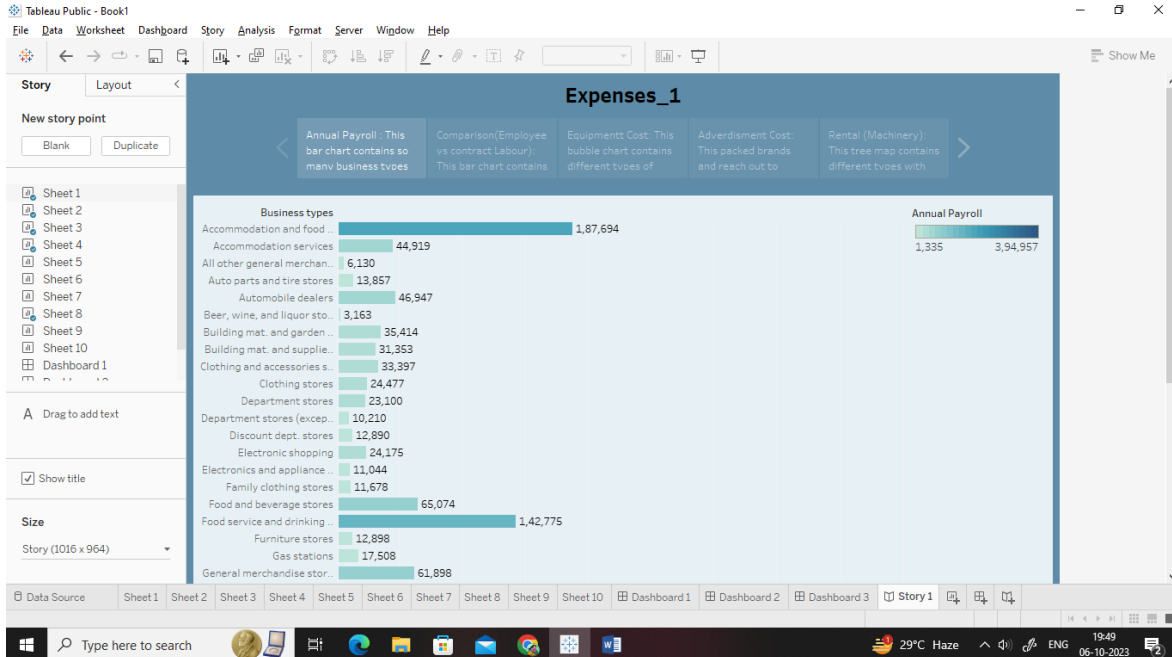 Tableau Public - Book1
File Data Worksheet Dashboard Story Analysis Format Server Window Help
Show Me
Story Layout
New story point
Blank Duplicate
Sheet 1
Sheet 2
Sheet 3
Sheet 4
Sheet 5
Sheet 6
Sheet 7
Sheet 8
Sheet 9
Sheet 10
Dashboard 1
A Drag to add text
Show title
Size
Story (1016 x 964)
Expenses_1
Annual Payroll : This
bar chart contains so
many business types
Comparison(Employee
vs contract Labour):
This bar chart contains
Equipmentt Cost: This
bubble chart contains
different types of
Adverdisment Cost:
This packed brands
and reach out to
Rental (Machinery):
This tree map contains
different types with
Business types
Accommodation and food .. 1,87,694
Accommodation services 44,919
All other general merchan.. 6,130
Auto parts and tire stores 13,857
Automobile dealers 46,947
Beer, wine, and liquor sto.. 3,163
Building mat. and garden .. 35,414
Building mat. and supplie.. 31,353
Clothing and accessories s.. 33,397
Clothing stores 24,477
Department stores 23,100
Department stores (excep.. 10,210
Discount dept. stores 12,890
Electronic shopping 24,175
Electronics and appliance .. 11,044
Family clothing stores 11,678
Food and beverage stores 65,074
Food service and drinking .. 1,42,775
Furniture stores 12,898
Gas stations 17,508
General merchandise stor.. 61,898
Annual Payroll
1,335 3,94,957
Data Source Sheet 1 Sheet 2 Sheet 3 Sheet 4 Sheet 5 Sheet 6 Sheet 7 Sheet 8 Sheet 9 Sheet 10 Dashboard 1 Dashboard 2 Dashboard 3 Story 1
Type here to search
29°C Haze
ENG
19:49
06-10-2023